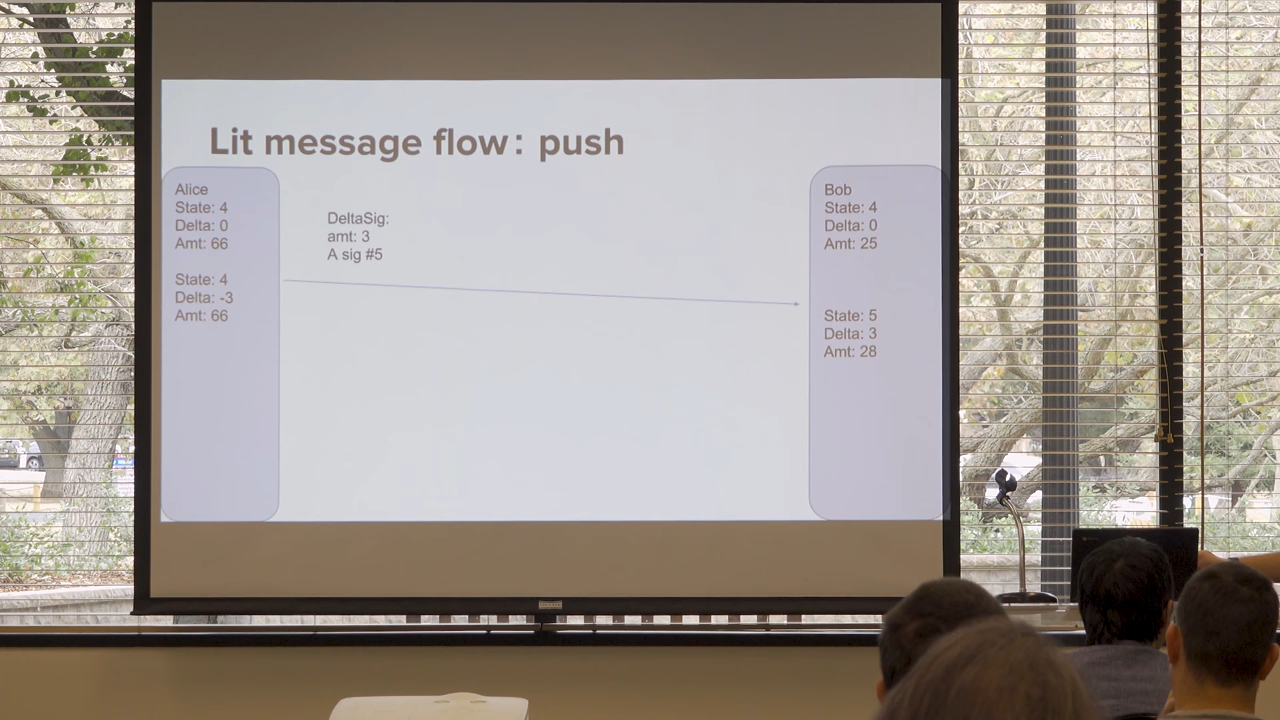 Lit message flow: push
Alice
State: 4
Delta: 0
Amt: 66
State: 4
Delta: -3
Amt: 66
DeltaSig:
amt: 3
A sig #5
Bob
State: 4
Delta: 0
Amt: 25
State: 5
Delta: 3
Amt: 28